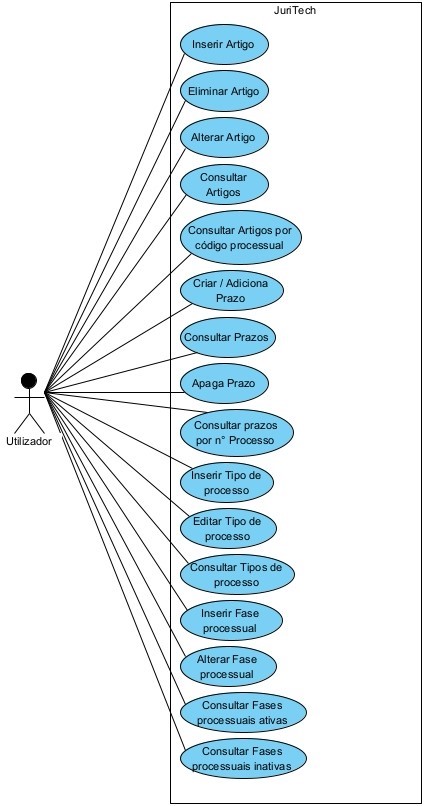 JuriTech
Inserir Artigo
Eliminar Artigo
Alterar Artigo
Consultar
Artigos
Consultar Artigos por
código processual
Criar / Adiciona
Prazo
Consultar Prazos
Apaga Prazo
Utilizador
Consultar prazos
por n° Processo
Inserir Tipo de
processo
Editar Tipo de
processo
Consultar Tipos de
processo
Inserir Fase
processual
Alterar Fase
processual
Consultar Fases
processuais ativas
Consultar Fases
processuais inativas